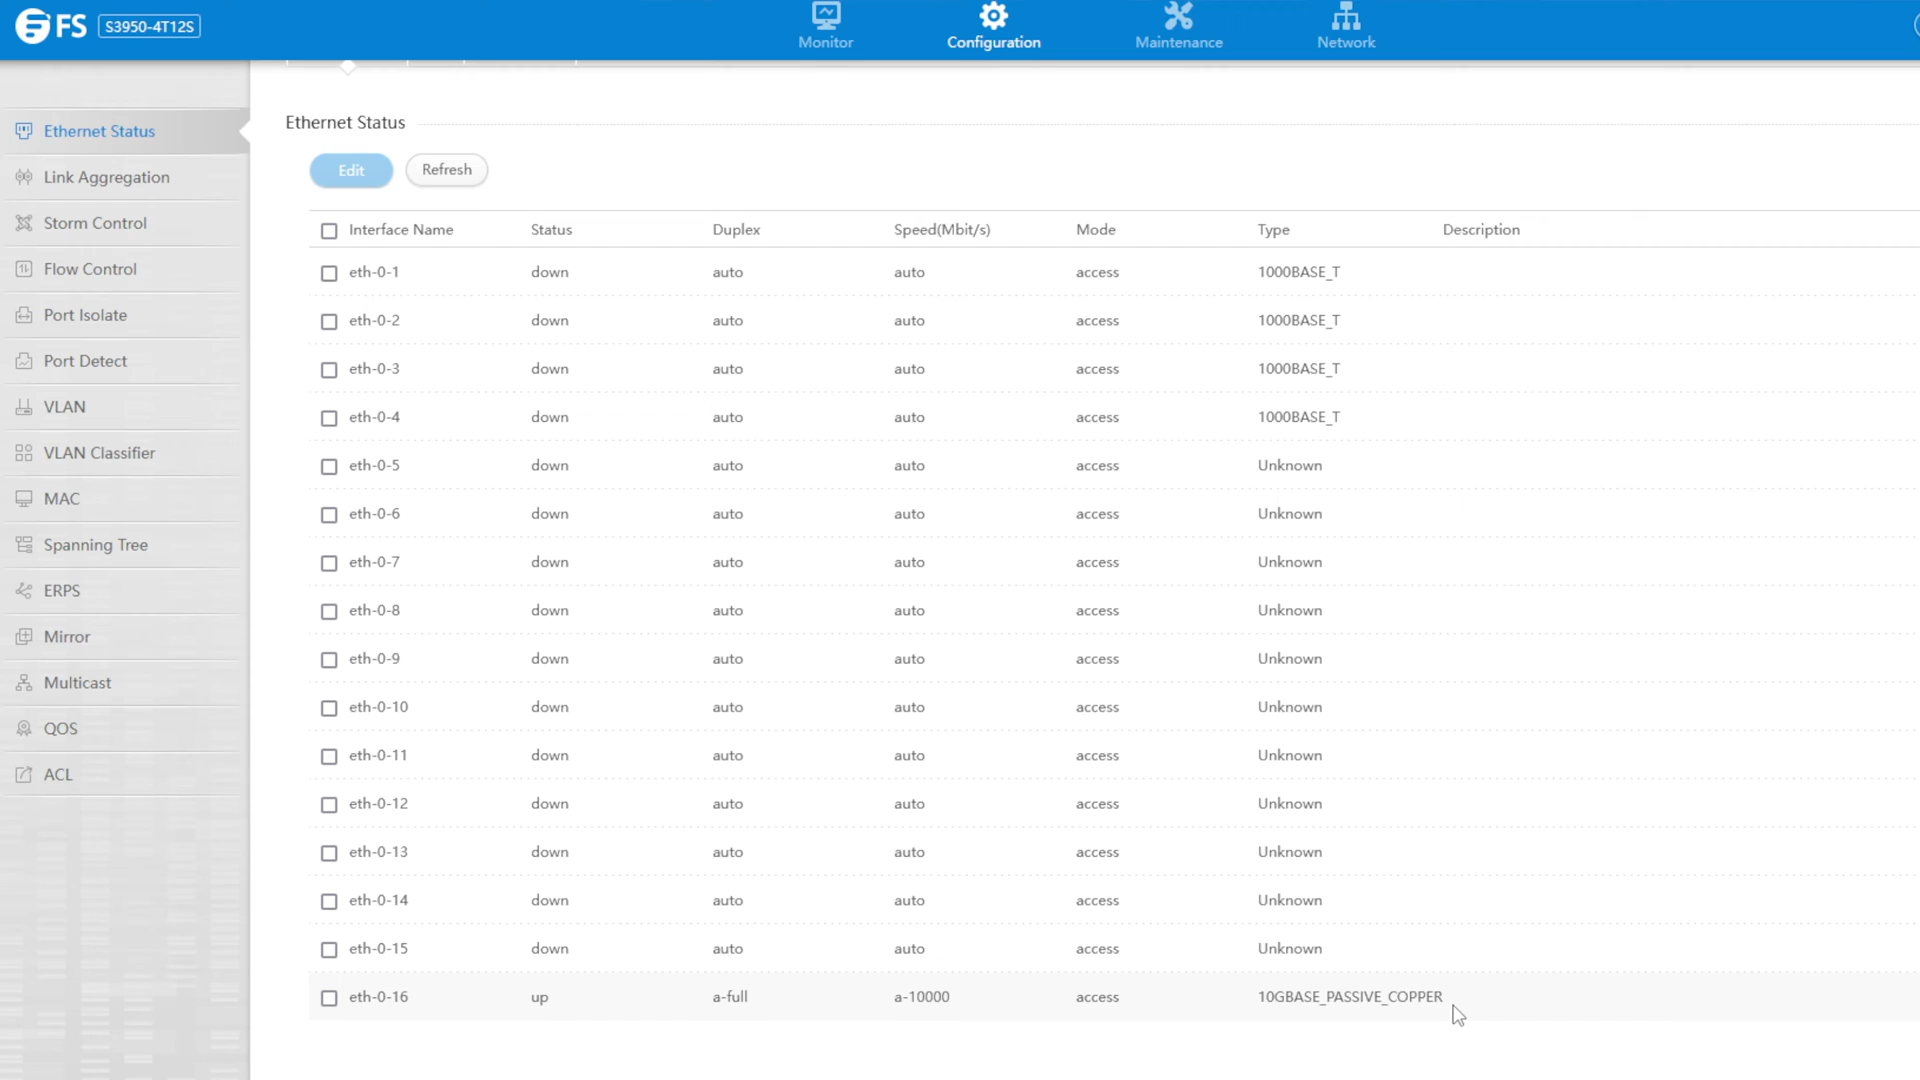 FS S3950-4T12S
Monitor Configuration Maintenance Network
Ethernet Status
Link Aggregation
Storm Control
Flow Control
Port Isolate
Port Detect
VLAN
VLAN Classifier
MAC
Spanning Tree
ERPS
Mirror
Multicast
QOS
ACL
Ethernet Status
Edit Refresh
Interface Name Status Duplex Speed(Mbit/s) Mode Type Description
eth-0-1 down auto auto access 1000BASE_T
eth-0-2 down auto auto access 1000BASE_T
eth-0-3 down auto auto access 1000BASE_T
eth-0-4 down auto auto access 1000BASE_T
eth-0-5 down auto auto access Unknown
eth-0-6 down auto auto access Unknown
eth-0-7 down auto auto access Unknown
eth-0-8 down auto auto access Unknown
eth-0-9 down auto auto access Unknown
eth-0-10 down auto auto access Unknown
eth-0-11 down auto auto access Unknown
eth-0-12 down auto auto access Unknown
eth-0-13 down auto auto access Unknown
eth-0-14 down auto auto access Unknown
eth-0-15 down auto auto access Unknown
eth-0-16 up a-full a-10000 access 10GBASE_PASSIVE_COPPER